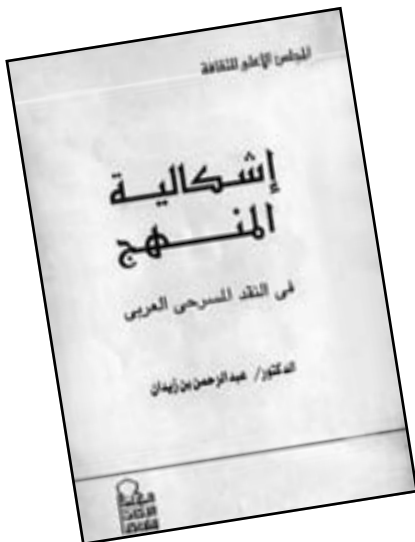 المجلس الأعلى للثقافة
إشكالية
المنهج
فى النقد المسرحى العربى
الدكتور/ عبدالرحمن بن زيدان